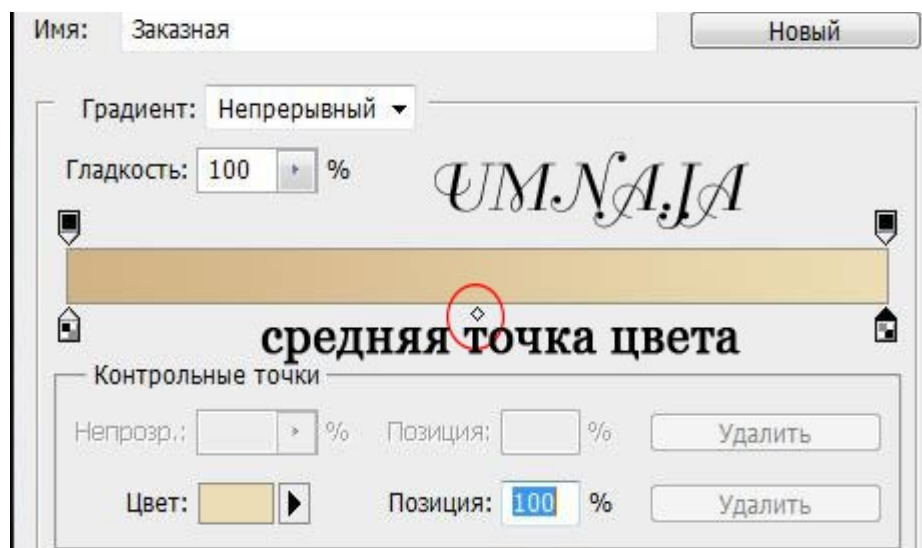 Имя: Заказная Новый
Градиент: Непрерывный
Гладкость: 100 %
UMNAJA
средняя точка цвета
Контрольные точки
Непрозр.: % Позиция: % Удалить
Цвет: Позиция: 100 % Удалить